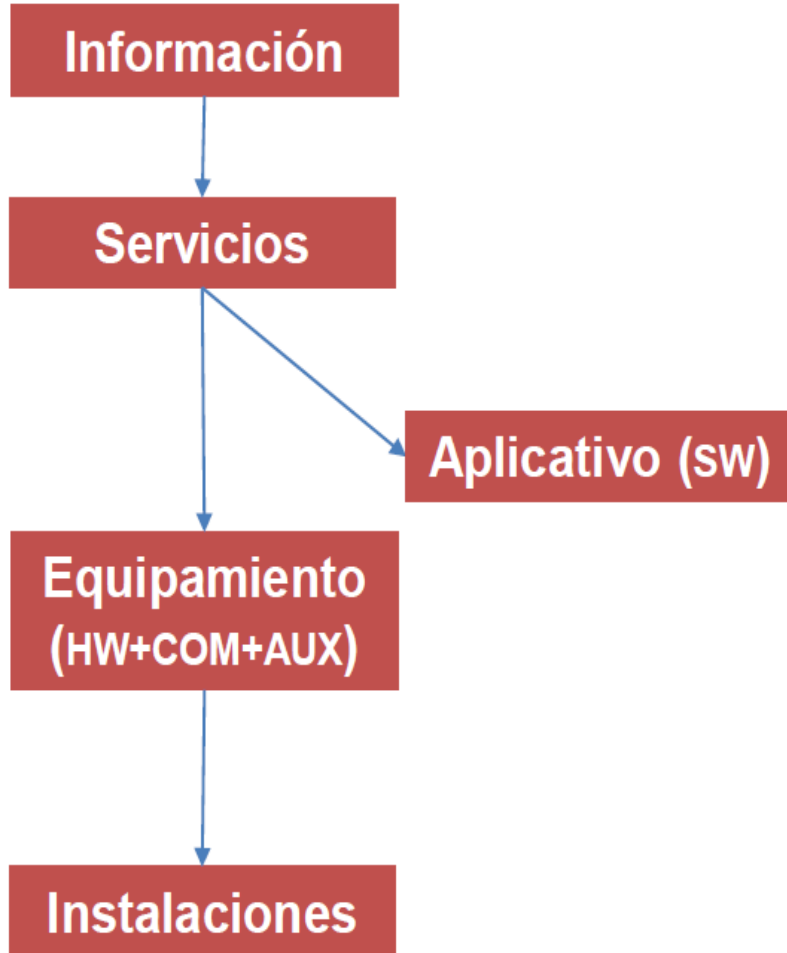 Información
Servicios
Aplicativo (SW)
Equipamiento
(HW+COM+AUX)
Instalaciones